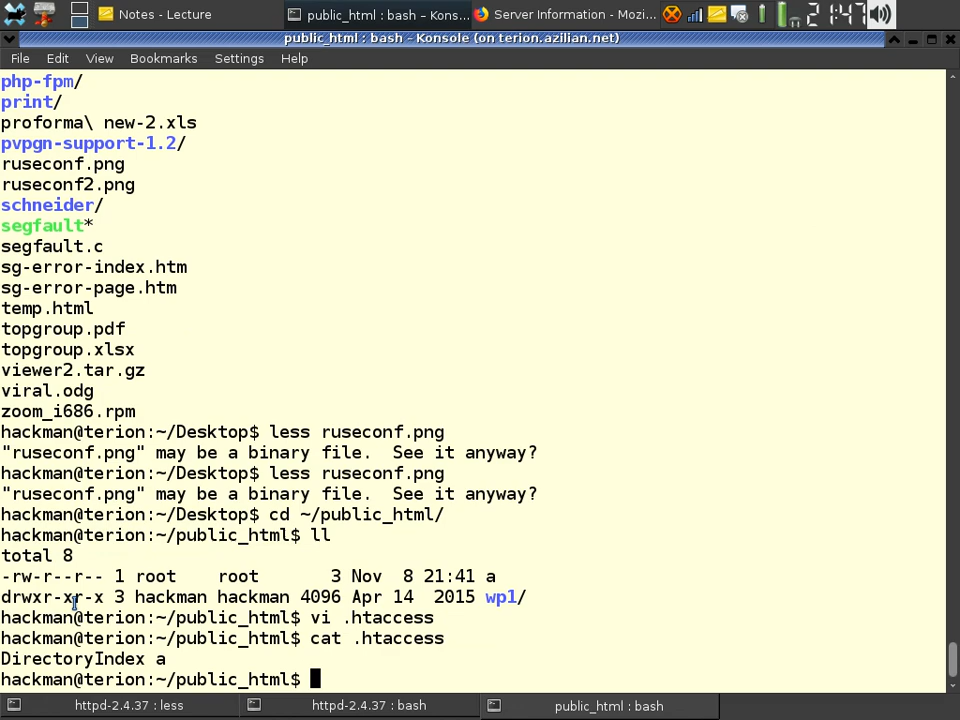 Notes - Lecture
public_html : bash – Kons...
Server Information - Mozi...
2 1:47
public_html : bash – Konsole (on terion.azilian.net)
File Edit View Bookmarks Settings Help
php-fpm/
print/
proforma\ new-2.xls
pvpgn-support-1.2/
ruseconf.png
ruseconf2.png
schneider/
segfault*
segfault.c
sg-error-index.htm
sg-error-page.htm
temp.html
topgroup.pdf
topgroup.xlsx
viewer2.tar.gz
viral.odg
zoom_i686.rpm
hackman@terion:~/Desktop$ less ruseconf.png
"ruseconf.png" may be a binary file.  See it anyway?
hackman@terion:~/Desktop$ less ruseconf.png
"ruseconf.png" may be a binary file.  See it anyway?
hackman@terion:~/Desktop$ cd ~/public_html/
hackman@terion:~/public_html$ ll
total 8
-rw-r--r-- 1 root    root       3 Nov  8 21:41 a
drwxr-xr-x 3 hackman hackman 4096 Apr 14  2015 wp1/
hackman@terion:~/public_html$ vi .htaccess
hackman@terion:~/public_html$ cat .htaccess
DirectoryIndex a
hackman@terion:~/public_html$
httpd-2.4.37 : less
httpd-2.4.37 : bash
public_html : bash